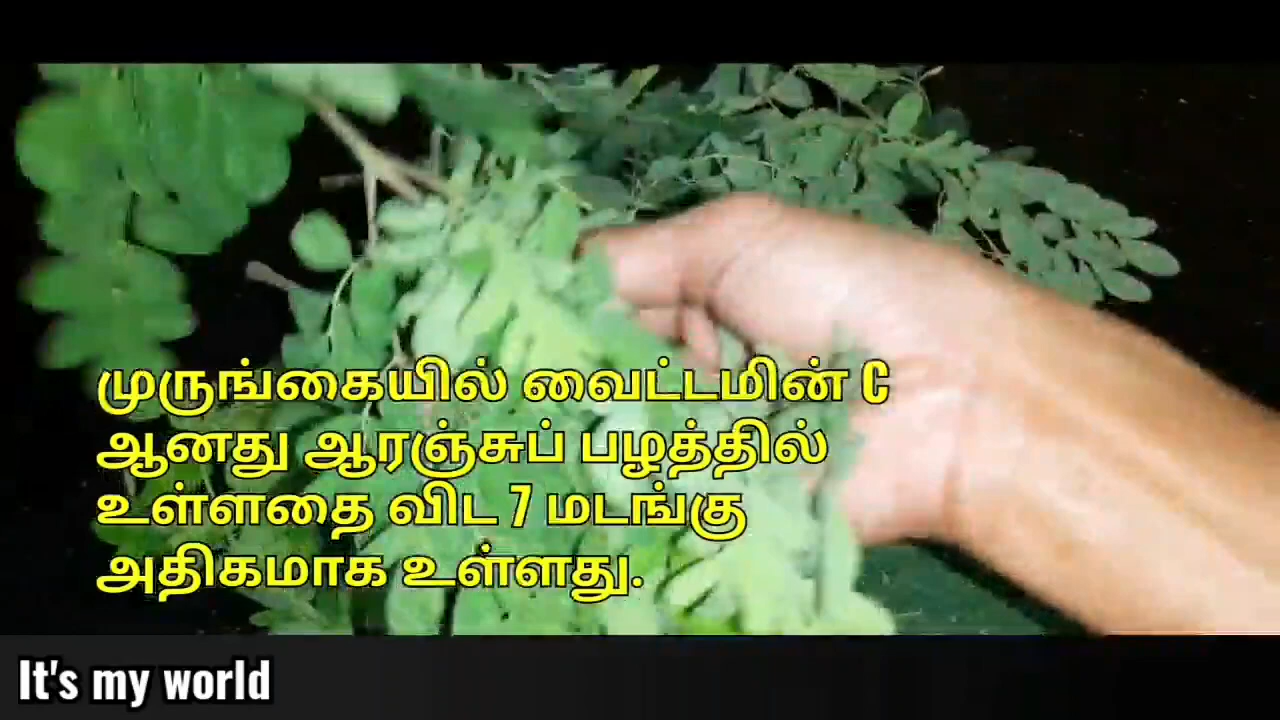 முருங்கையில் வைட்டமின் C
ஆனது ஆரஞ்சுப் பழத்தில்
உள்ளதை விட 7 மடங்கு
அதிகமாக உள்ளது.
It's my world